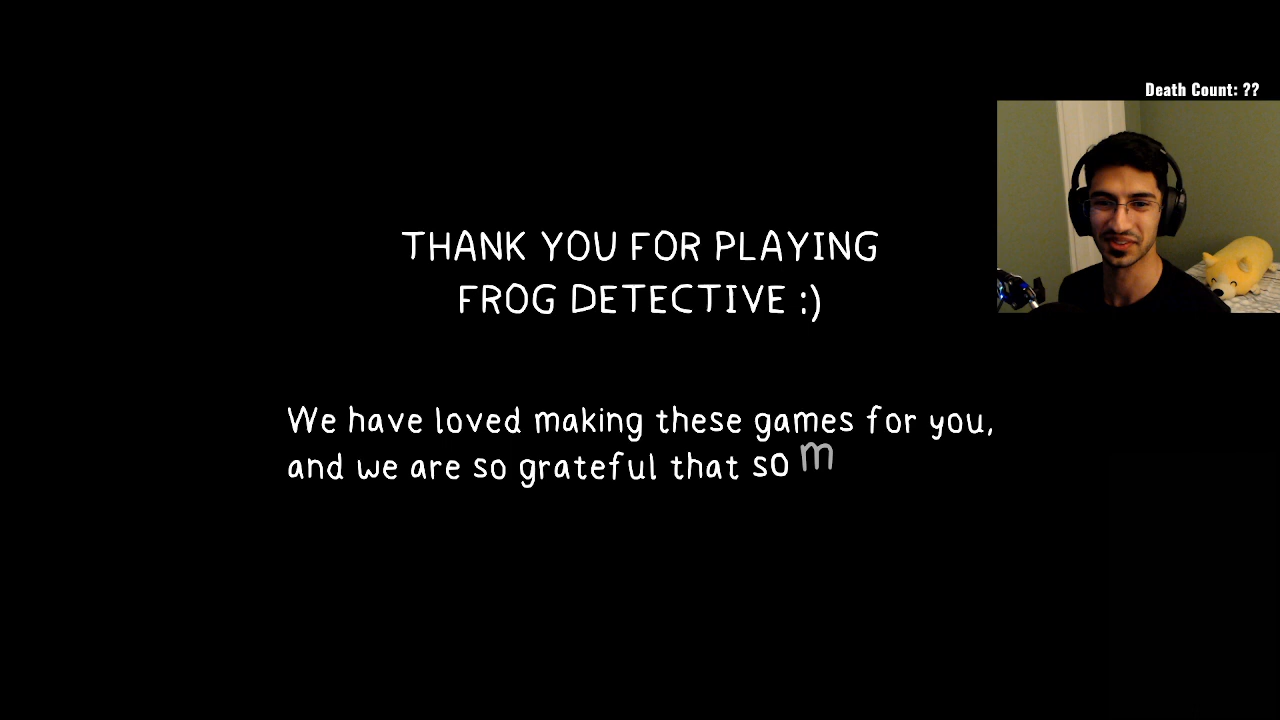 Death Count: ??
THANK YOU FOR PLAYING
FROG DETECTIVE :)
We have loved making these games for you,
and we are so grateful that so m